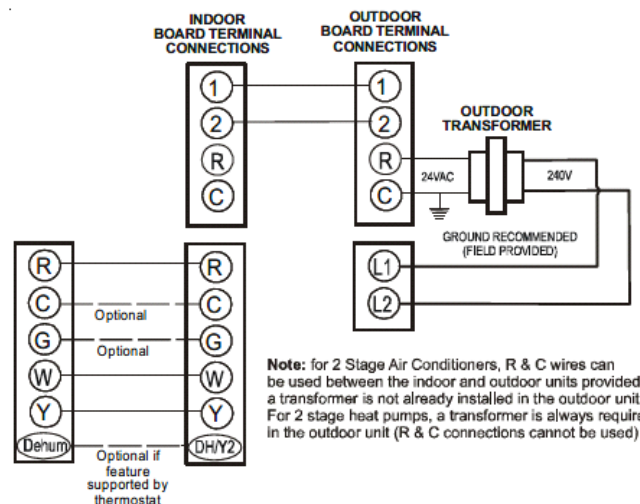 INDOOR
BOARD TERMINAL
CONNECTIONS
OUTDOOR
BOARD TERMINAL
CONNECTIONS
1
2
R
C
1
2
R
C
OUTDOOR
TRANSFORMER
24VAC
240V
GROUND RECOMMENDED
(FIELD PROVIDED)
L1
L2
R
C
G
W
Y
Dehum
Optional
Optional
Optional if
feature
supported by
thermostat
R
C
G
W
Y
DH/Y2
Note: for 2 Stage Air Conditioners, R & C wires can
be used between the indoor and outdoor units provided
a transformer is not already installed in the outdoor unit
For 2 stage heat pumps, a transformer is always require
in the outdoor unit (R & C connections cannot be used)